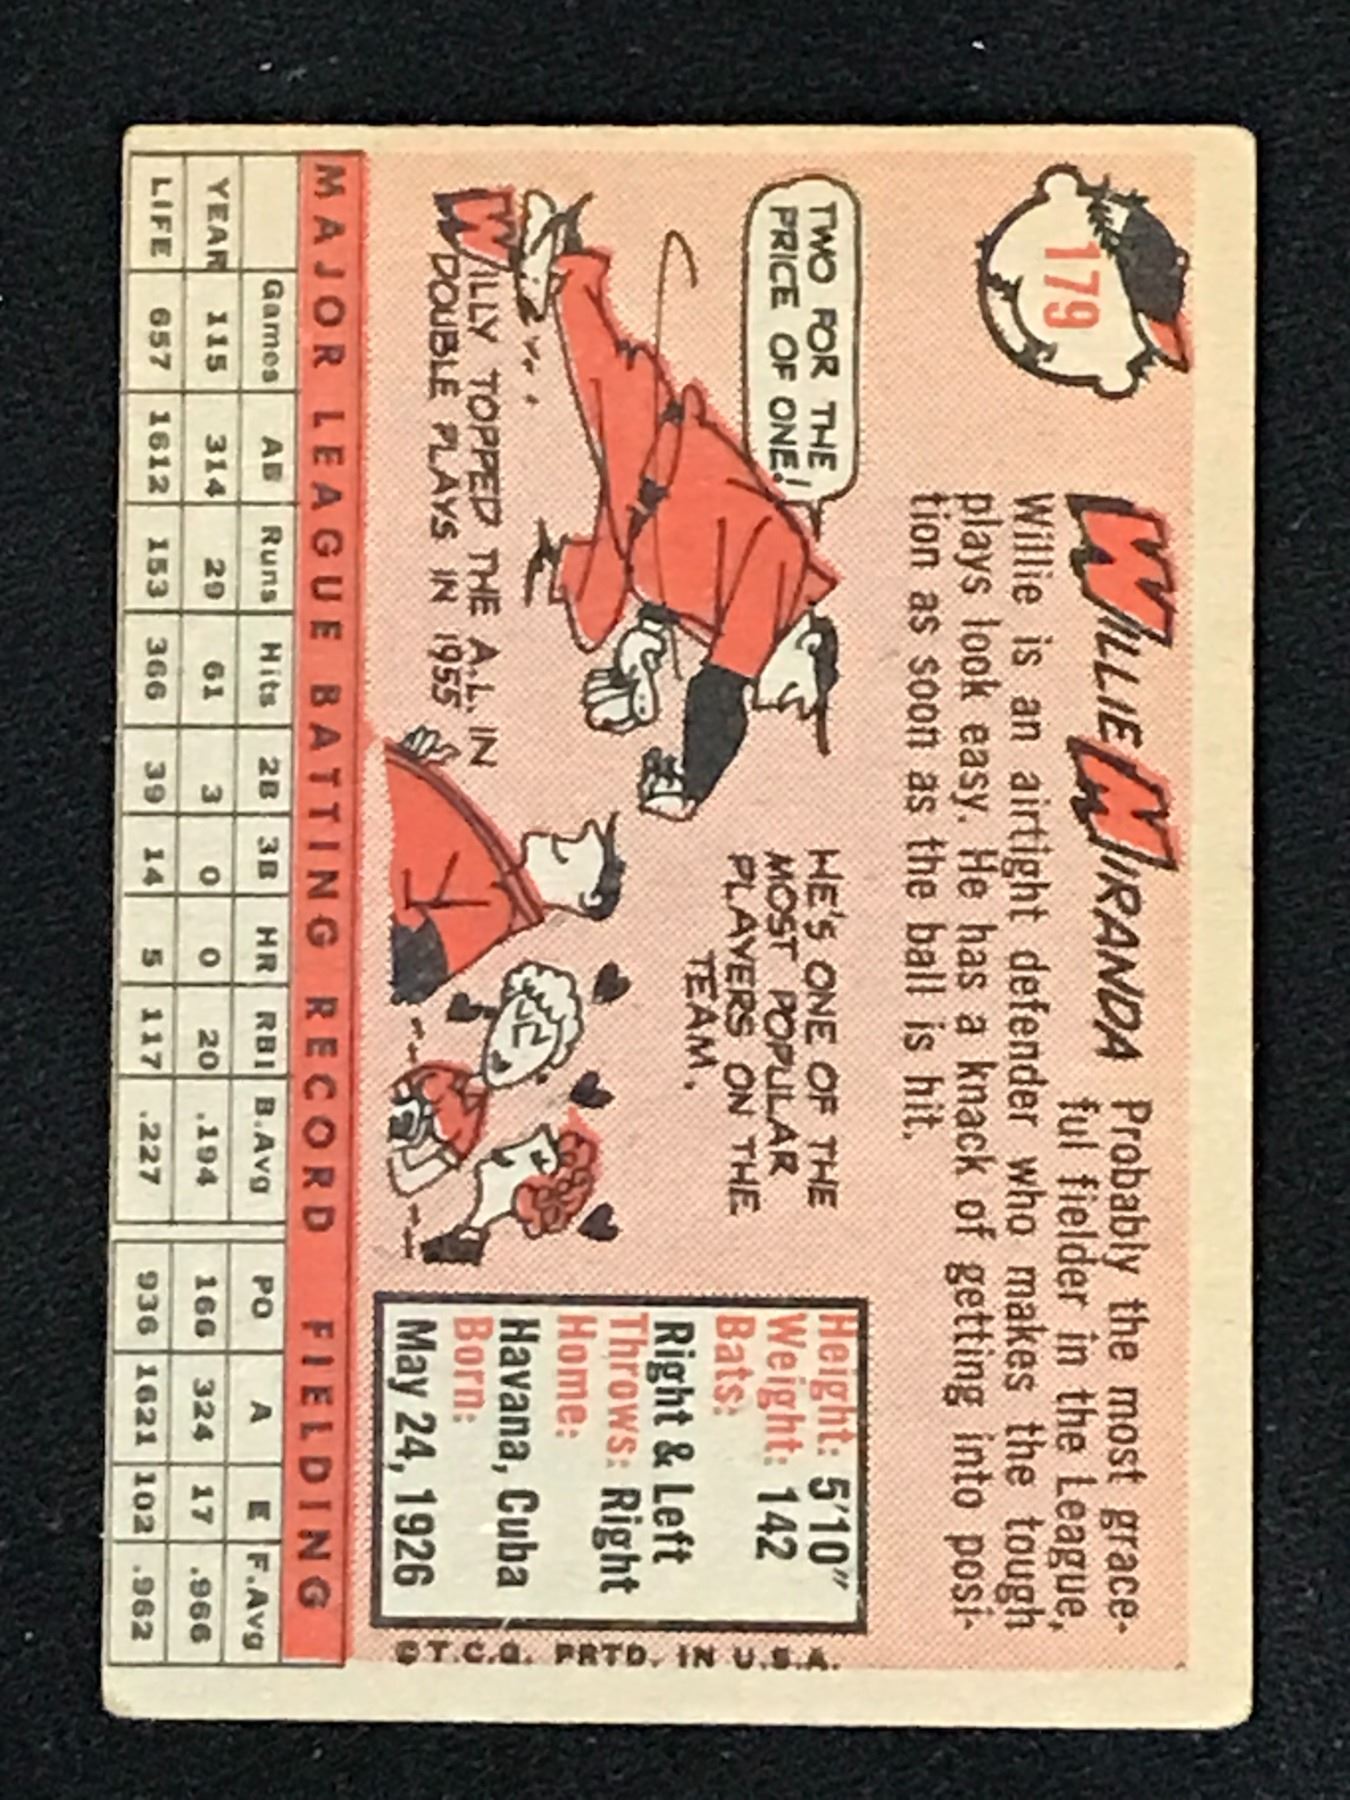 179
WILLIE MIRANDA
Probably the most grace-
ful fielder in the League,
Willie is an airtight defender who makes the tough
plays look easy. He has a knack of getting into posi-
tion as soon as the ball is hit.
TWO FOR THE
PRICE OF ONE!
WILLY TOPPED THE A.L. IN
DOUBLE PLAYS IN 1955
HE'S ONE OF THE
MOST POPULAR
PLAYERS ON THE
TEAM.
Height: 5'10"
Weight: 142
Bats:
Right & Left
Throws: Right
Home:
Havana, Cuba
Born:
May 24, 1926
©T.C.G. PRTD. IN U.S.A.
MAJOR LEAGUE BATTING RECORD FIELDING
Games AB Runs Hits 2B 3B HR RBI B.Avg PO A E F.Avg
YEAR 115 314 29 61 3 0 0 20 .194 166 324 17 .966
LIFE 657 1612 153 366 39 14 5 117 .227 936 1621 102 .962